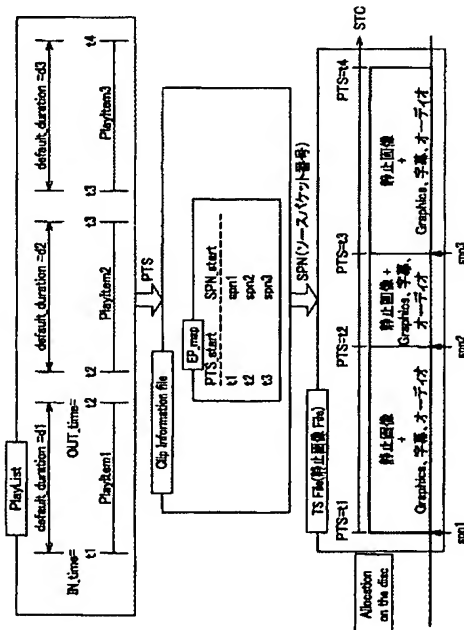 PlayList
default_duration =d1
default_duration =d2
default_duration =d3
IN_time=
OUT_time=
t1
t2
t2
t3
t3
t4
PlayItem1
PlayItem2
PlayItem3
PTS
Clip Information file
EP_map
PTS_start SPN_start
t1 spn1
t2 spn2
t3 spn3
SPN(ソースパケット番号)
TS File(静止画像 File)
PTS=t1
PTS=t2
PTS=t3
PTS=t4
STC
静止画像
+
Graphics、字幕、オーディオ
静止画像 +
Graphics、字幕、
オーディオ
静止画像
+
Graphics、字幕、オーディオ
Allocation
on the disc
spn1
spn2
spn3